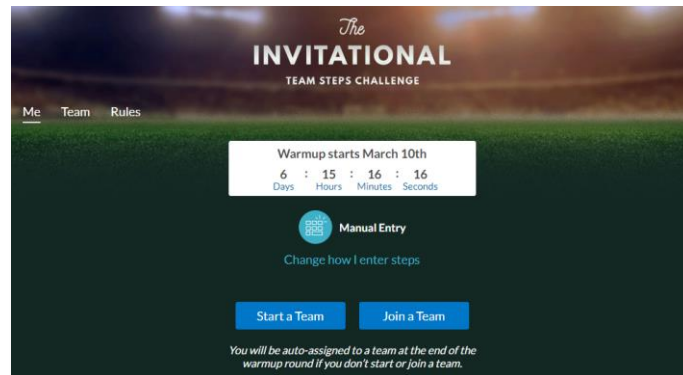 The
INVITATIONAL
TEAM STEPS CHALLENGE
Me Team Rules
Warmup starts March 10th
6 : 15 : 16 : 16
Days Hours Minutes Seconds
Manual Entry
Change how I enter steps
Start a Team Join a Team
You will be auto-assigned to a team at the end of the
warmup round if you don't start or join a team.